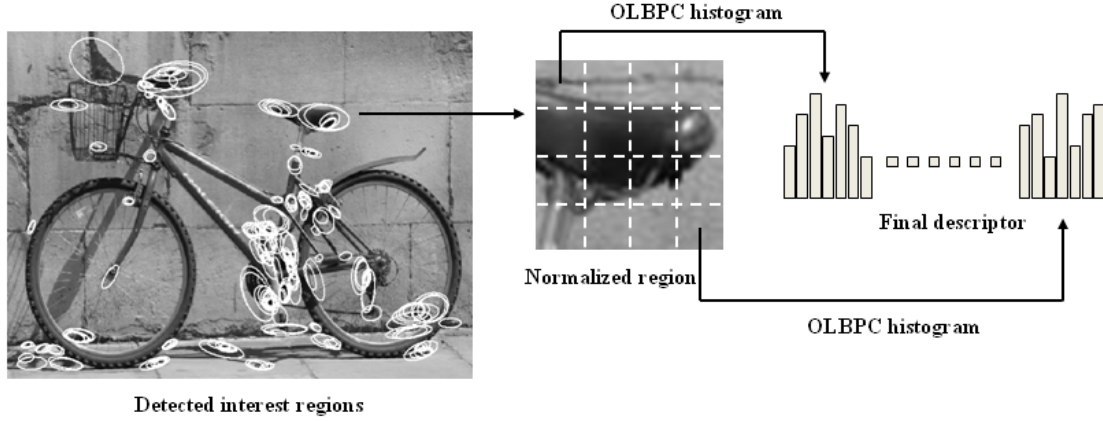 OLBPC histogram
Final descriptor
Normalized region
OLBPC histogram
Detected interest regions